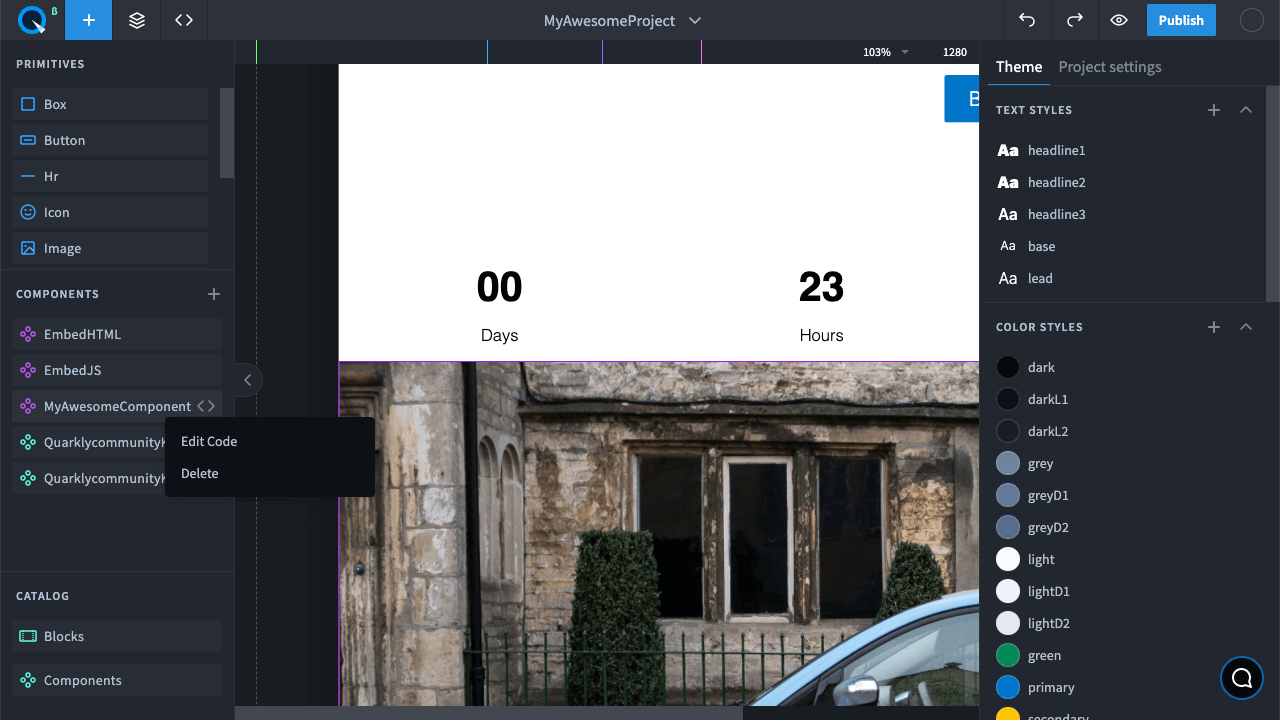 β
MyAwesomeProject
Publish
PRIMITIVES
Box
Button
Hr
Icon
Image
COMPONENTS
EmbedHTML
EmbedJS
MyAwesomeComponent
Quarklycommunity
Quarklycommunity
Edit Code
Delete
CATALOG
Blocks
Components
103%
1280
B
00
23
Days
Hours
Theme
Project settings
TEXT STYLES
Aa headline1
Aa headline2
Aa headline3
Aa base
Aa lead
COLOR STYLES
dark
darkL1
darkL2
grey
greyD1
greyD2
light
lightD1
lightD2
green
primary
secondary